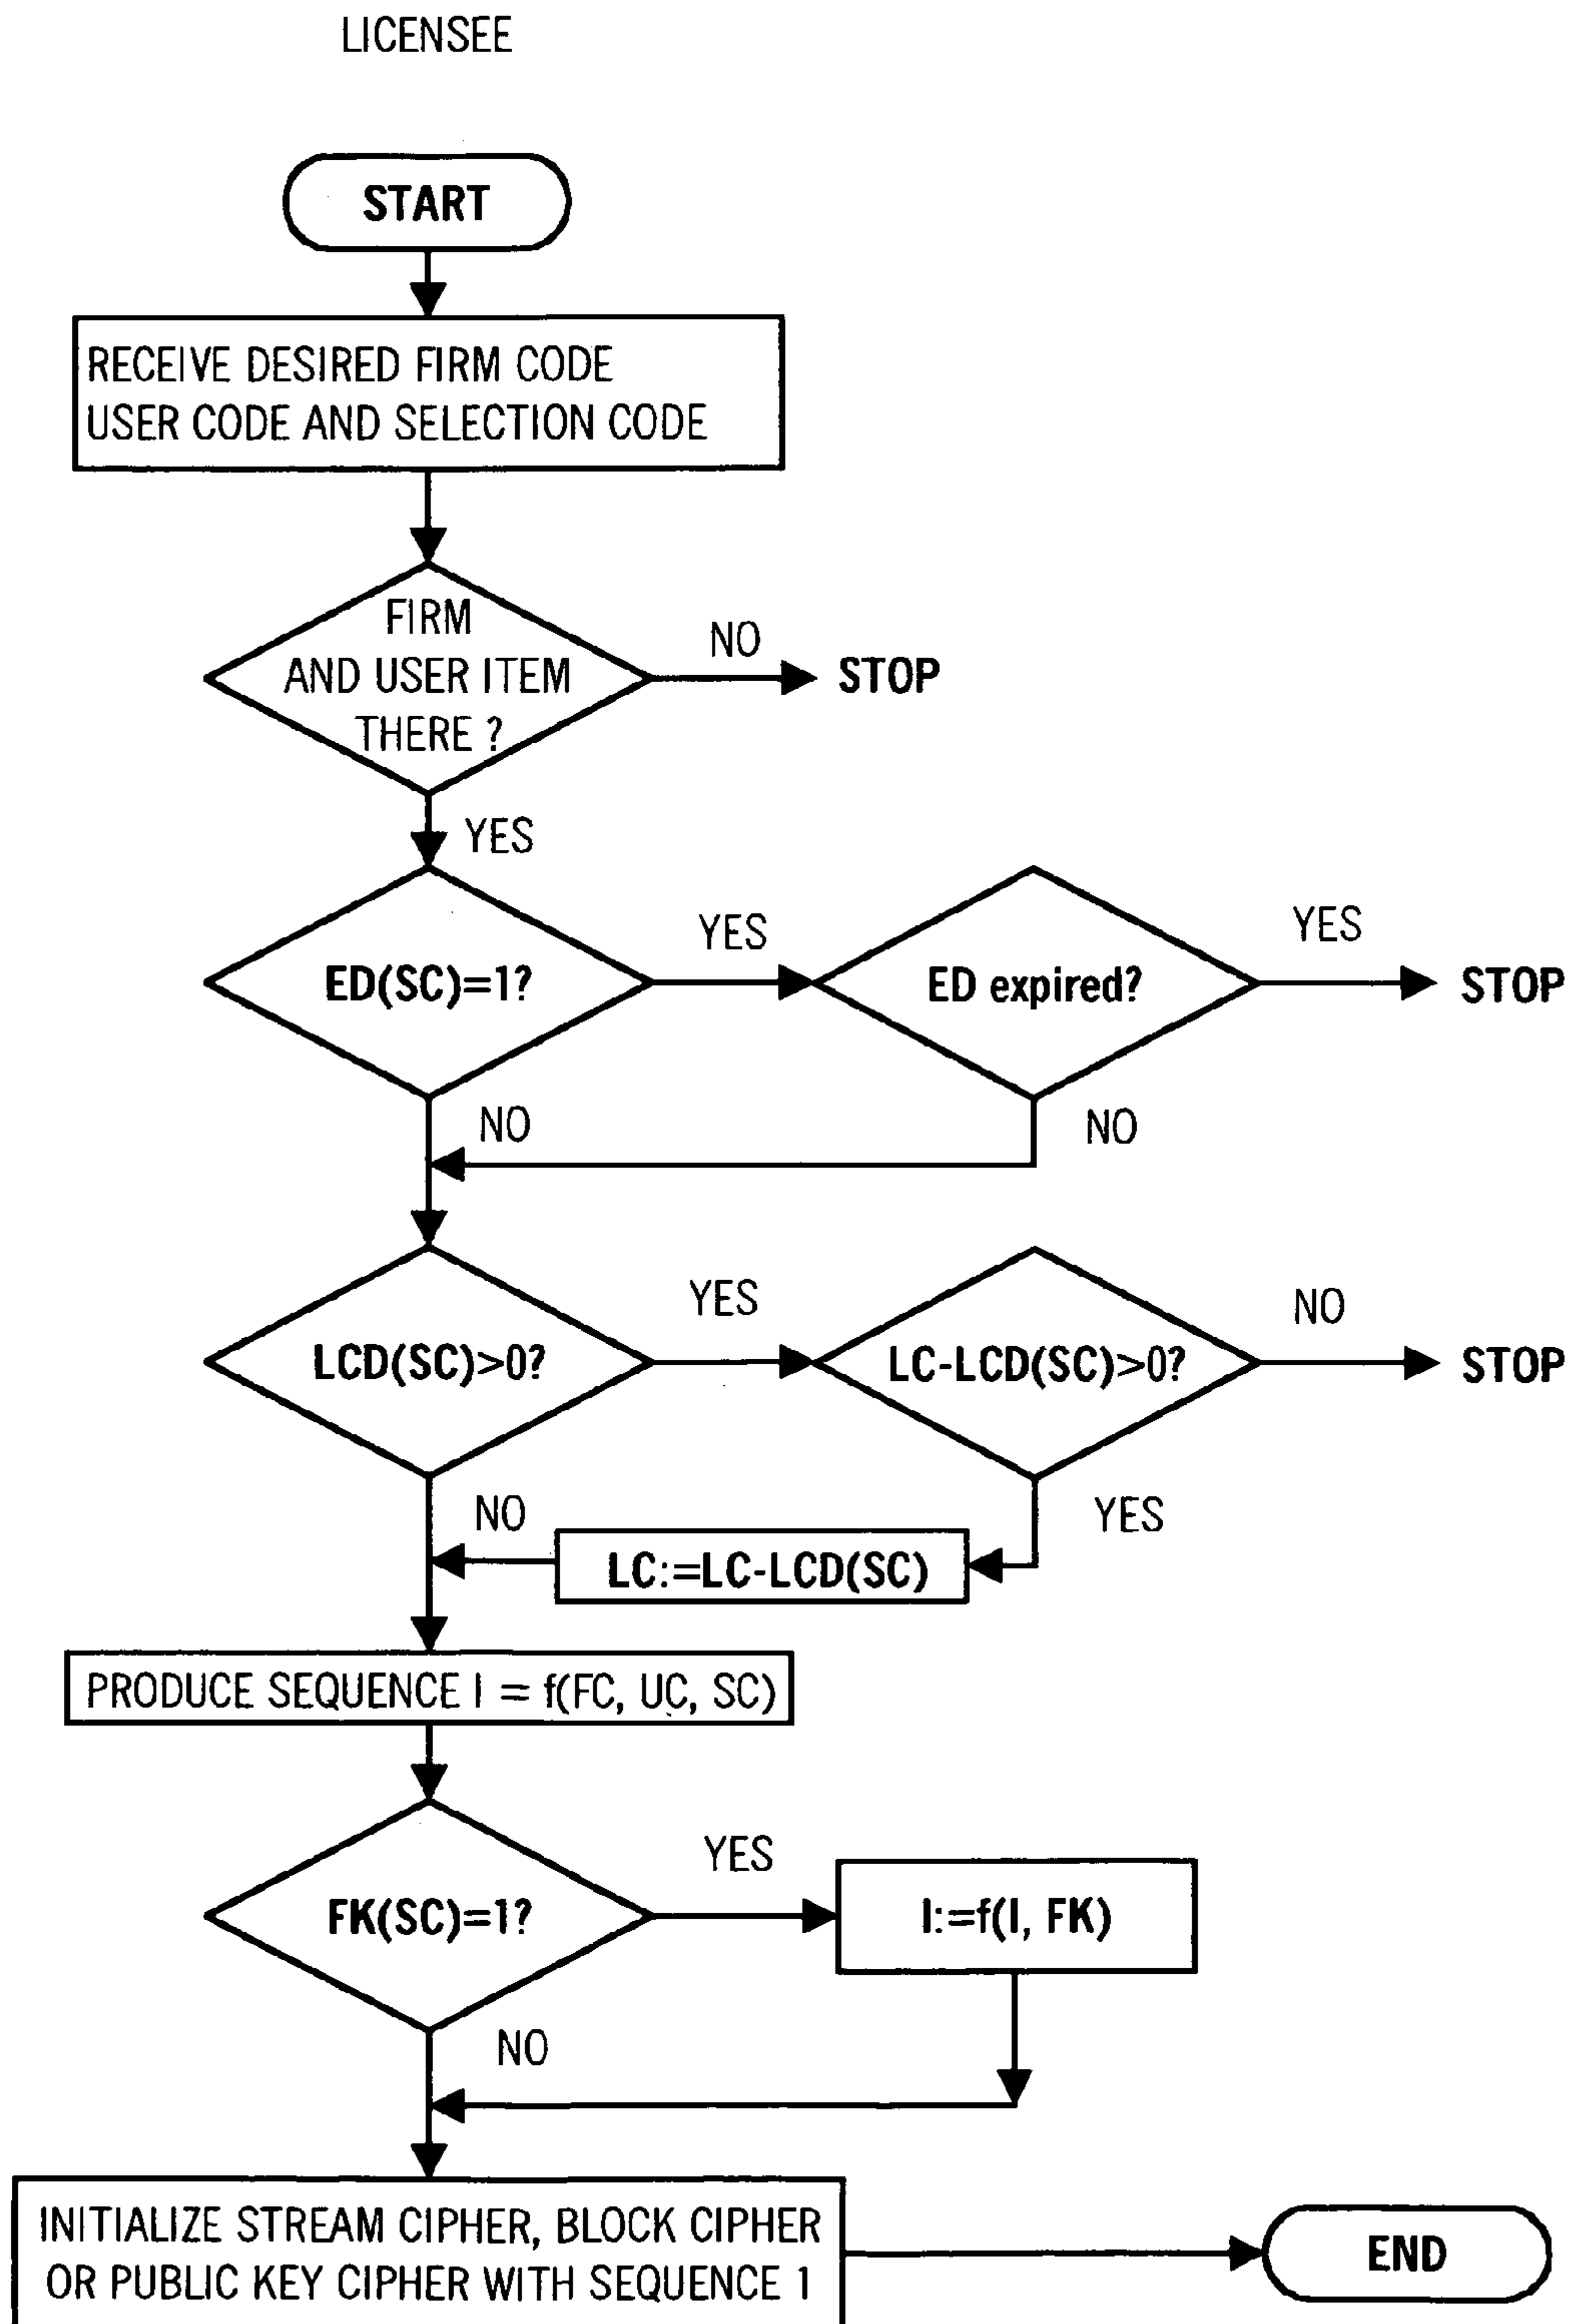 LICENSEE
START
RECEIVE DESIRED FIRM CODE
USER CODE AND SELECTION CODE
FIRM
AND USER ITEM
THERE ?
NO
STOP
YES
ED(SC)=1?
YES
ED expired?
YES
STOP
NO
NO
LCD(SC)>0?
YES
LC-LCD(SC)>0?
NO
STOP
NO
YES
LC:=LC-LCD(SC)
PRODUCE SEQUENCE I = f(FC, UC, SC)
FK(SC)=1?
YES
I:=f(I, FK)
NO
INITIALIZE STREAM CIPHER, BLOCK CIPHER
OR PUBLIC KEY CIPHER WITH SEQUENCE 1
END